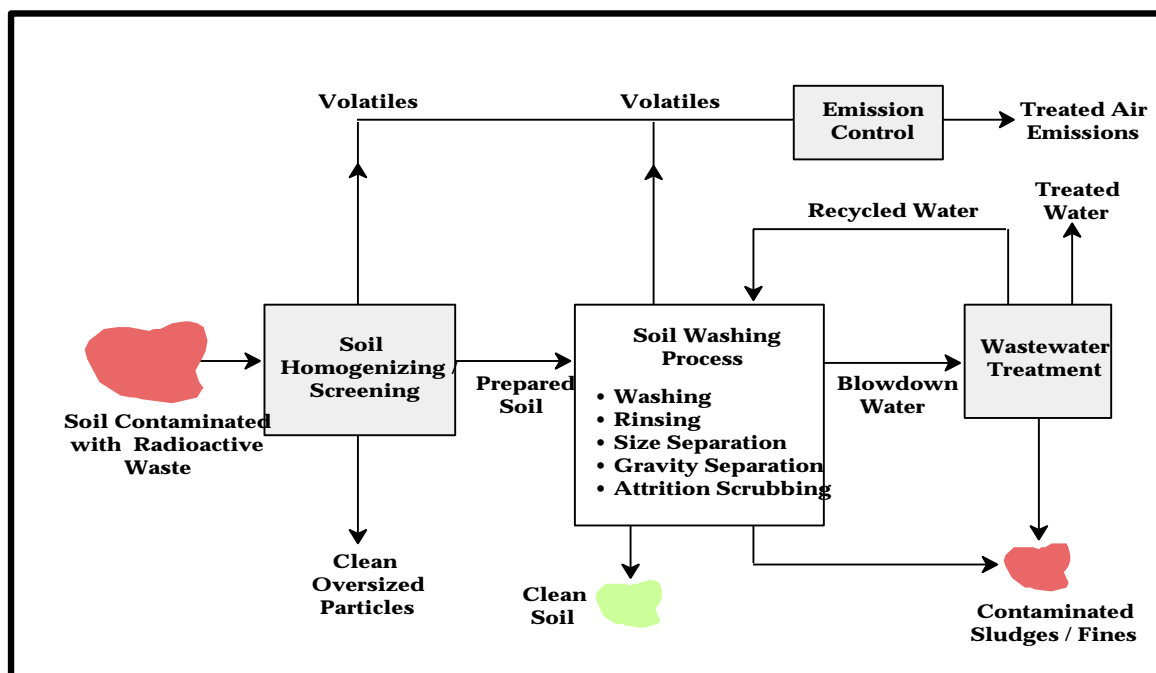 Volatiles
Volatiles
Emission
Control
Treated Air
Emissions
Treated
Water
Recycled Water
Soil
Homogenizing /
Screening
Soil Washing
Process
• Washing
• Rinsing
• Size Separation
• Gravity Separation
• Attrition Scrubbing
Wastewater
Treatment
Prepared
Soil
Blowdown
Water
Soil Contaminated
with Radioactive
Waste
Clean
Oversized
Particles
Clean
Soil
Contaminated
Sludges / Fines